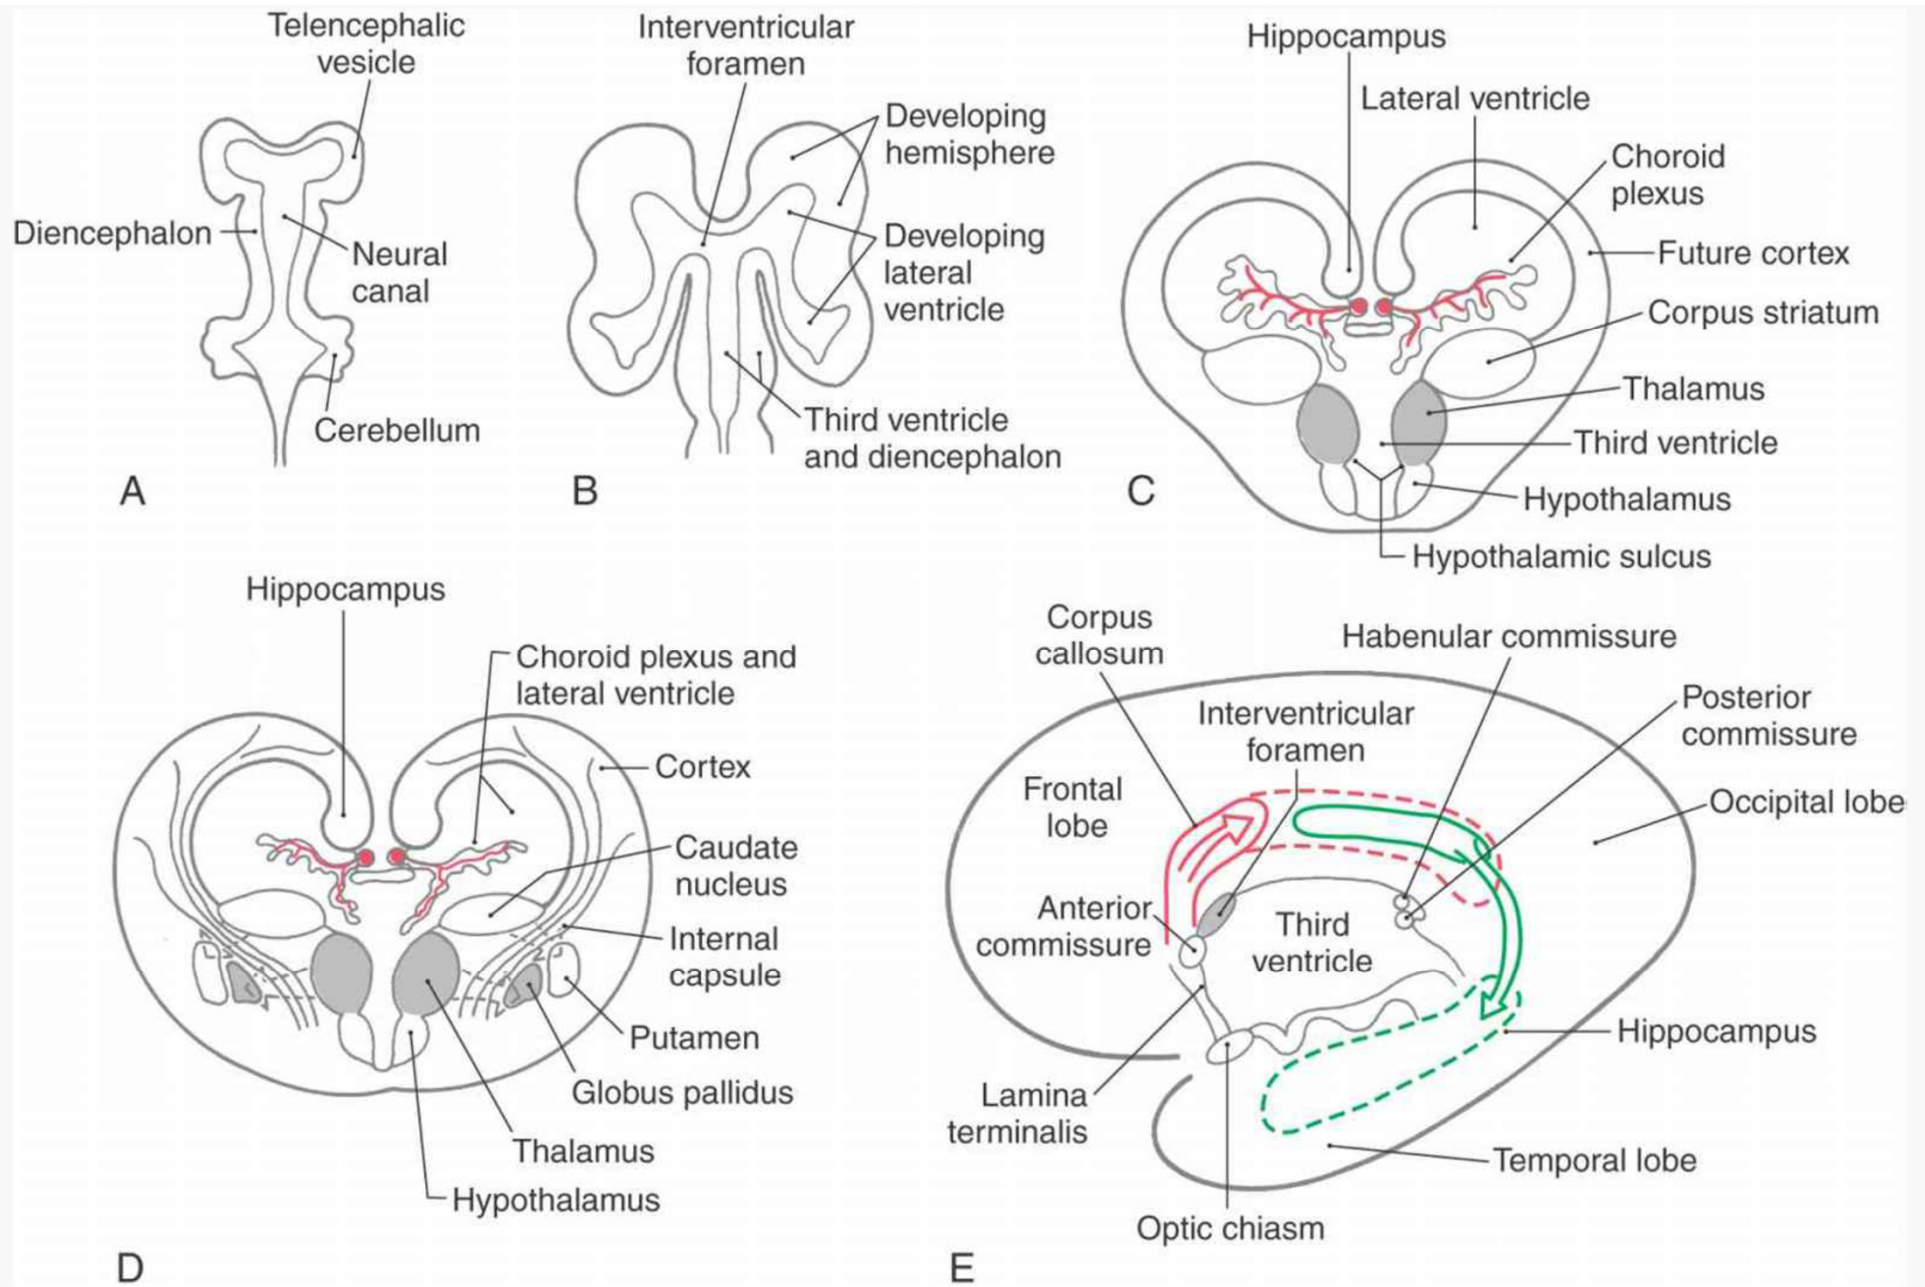 Telencephalic
vesicle
Diencephalon
Neural
canal
Cerebellum
A
Interventricular
foramen
Developing
hemisphere
Developing
lateral
ventricle
Third ventricle
and diencephalon
B
Hippocampus
Lateral ventricle
Choroid
plexus
Future cortex
Corpus striatum
Thalamus
Third ventricle
Hypothalamus
Hypothalamic sulcus
C
Hippocampus
Choroid plexus and
lateral ventricle
Cortex
Caudate
nucleus
Internal
capsule
Putamen
Globus pallidus
Thalamus
Hypothalamus
D
Corpus
callosum
Habenular commissure
Interventricular
foramen
Posterior
commissure
Frontal
lobe
Occipital lobe
Anterior
commissure
Third
ventricle
Hippocampus
Lamina
terminalis
Temporal lobe
Optic chiasm
E